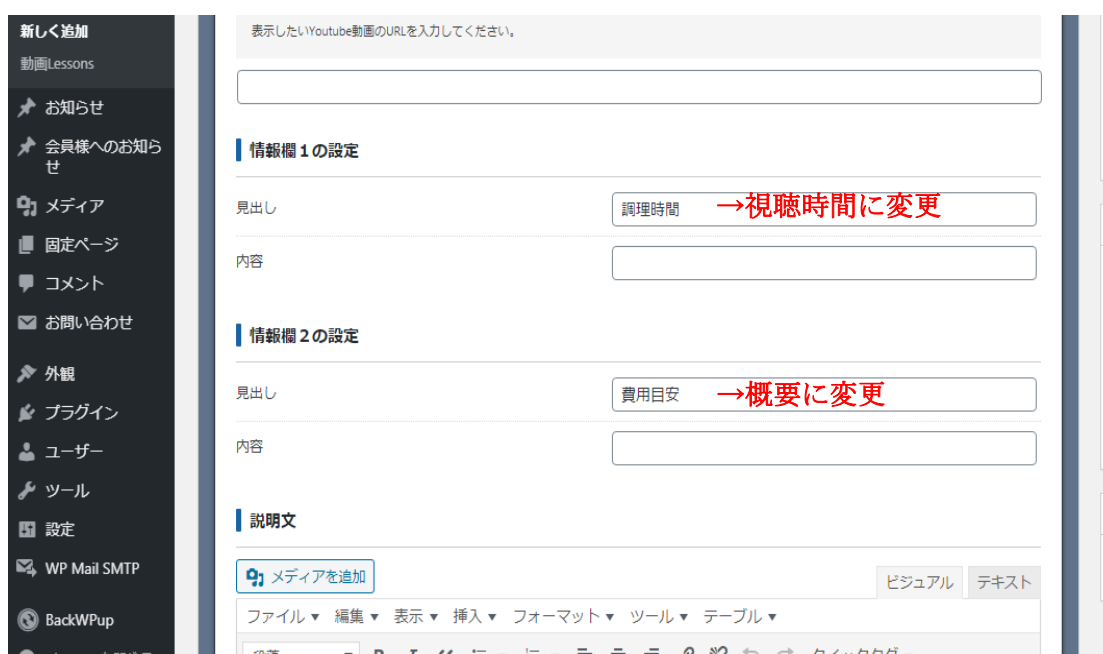 新しく追加
動画Lessons
お知らせ
会員様へのお知ら
せ
メディア
固定ページ
コメント
お問い合わせ
外観
プラグイン
ユーザー
ツール
設定
WP Mail SMTP
BackWPup
表示したいYoutube動画のURLを入力してください。
情報欄1の設定
見出し
調理時間 →視聴時間に変更
内容
情報欄2の設定
見出し
費用目安 →概要に変更
内容
説明文
メディアを追加
ビジュアル テキスト
ファイル 編集 表示 挿入 フォーマット ツール テーブル